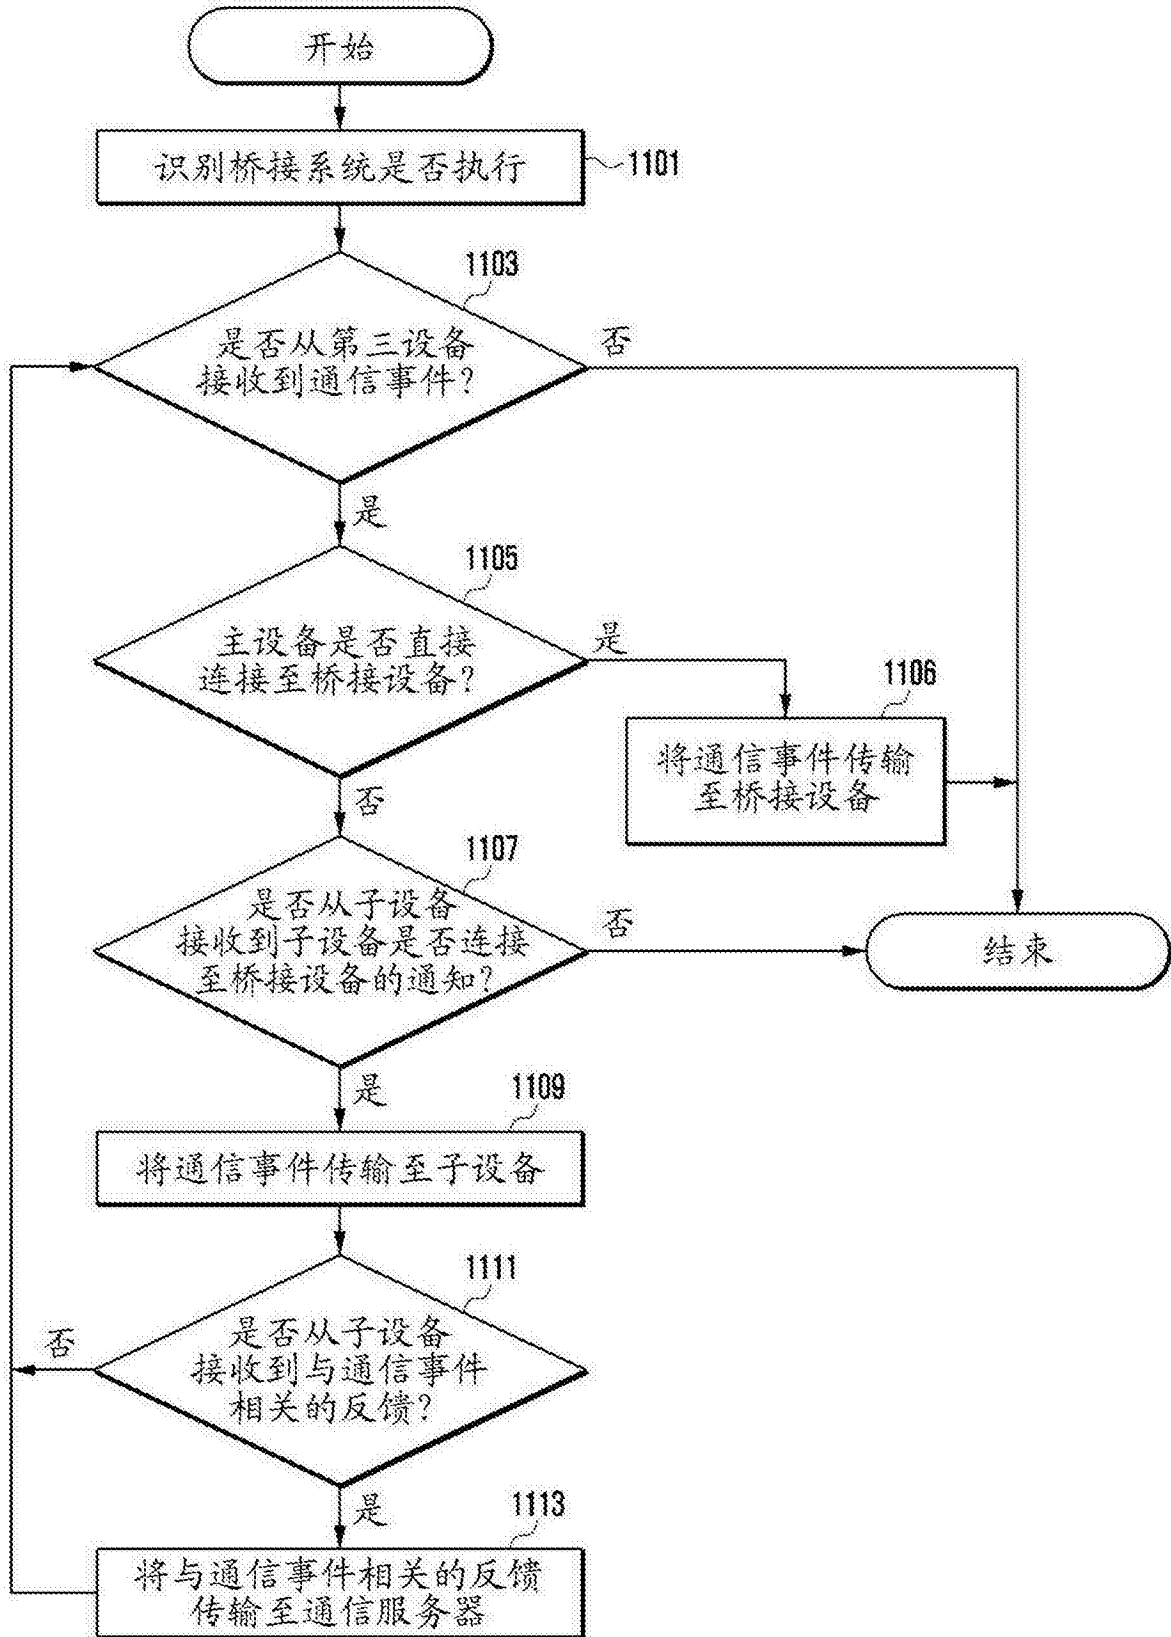 开始
识别桥接系统是否执行
1101
1103
是否从第三设备
接收到通信事件?
否
是
1105
主设备是否直接
连接至桥接设备?
是
1106
将通信事件传输
至桥接设备
否
1107
是否从子设备
接收到子设备是否连接
至桥接设备的通知?
否
结束
是
1109
将通信事件传输至子设备
1111
是否从子设备
接收到与通信事件
相关的反馈?
否
是
1113
将与通信事件相关的反馈
传输至通信服务器